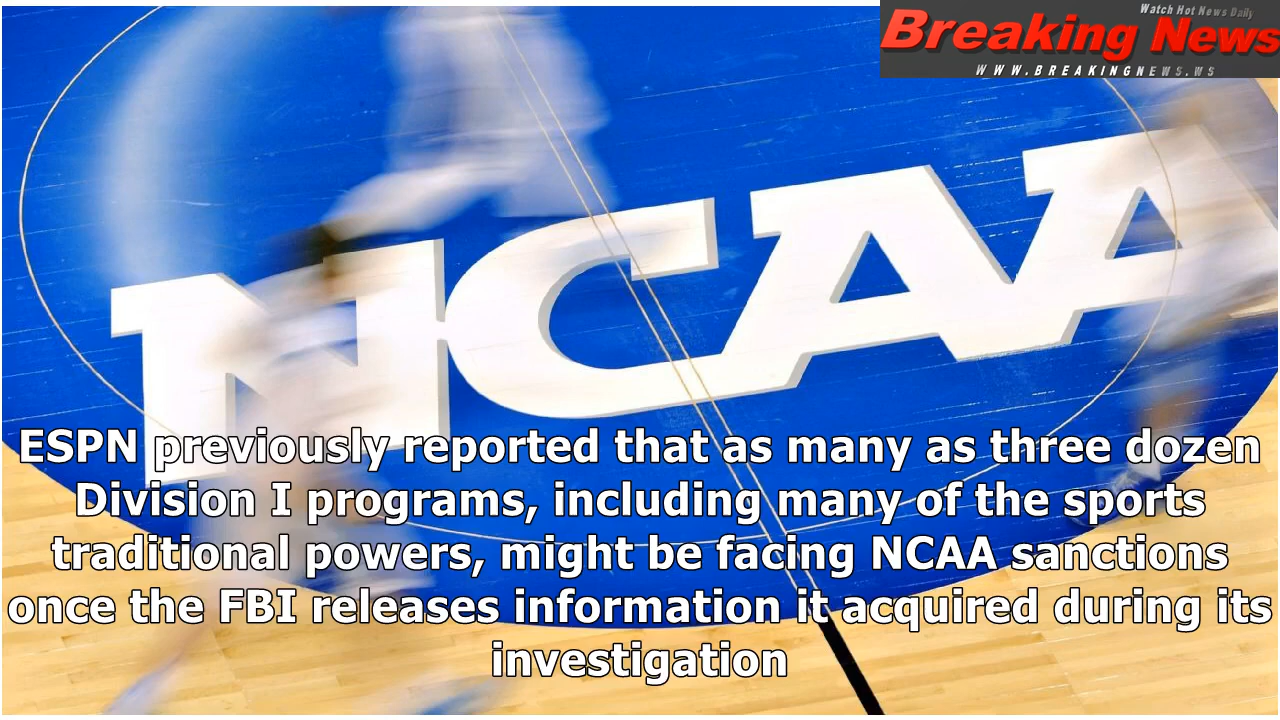 Watch Hot News Daily
Breaking News
WWW.BREAKINGNEWS.WS
NCAA
ESPN previously reported that as many as three dozen
Division I programs, including many of the sports
traditional powers, might be facing NCAA sanctions
once the FBI releases information it acquired during its
investigation